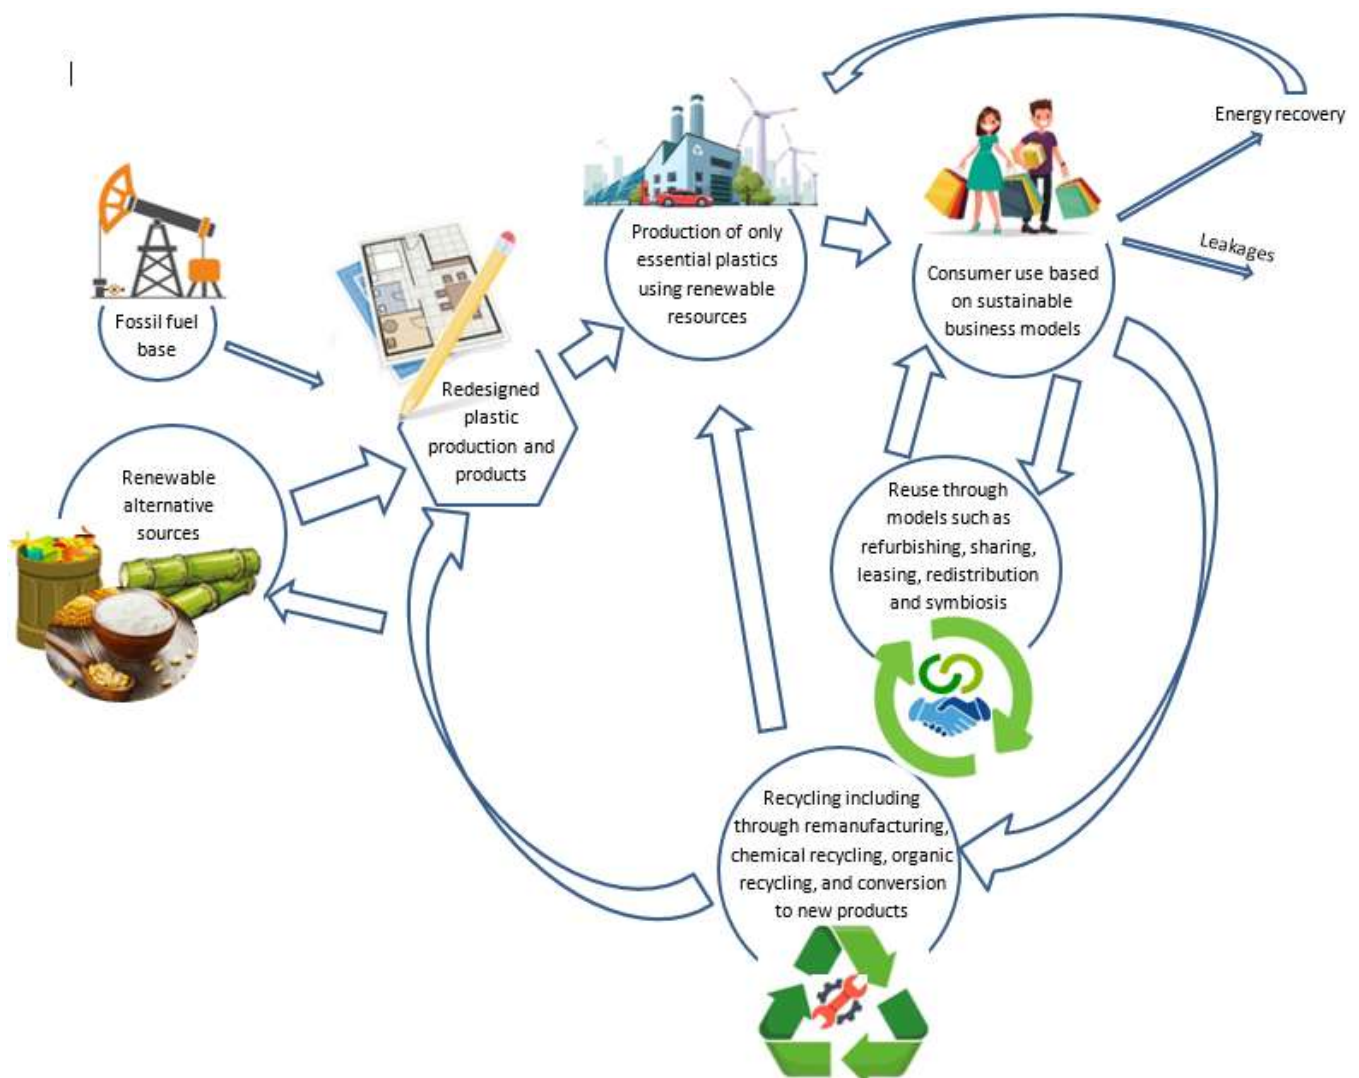 Fossil fuel
base
Renewable
alternative
sources
Redesigned
plastic
production and
products
Production of only
essential plastics
using renewable
resources
Consumer use based
on sustainable
business models
Energy recovery
Leakages
Reuse through
models such as
refurbishing, sharing,
leasing, redistribution
and symbiosis
Recycling including
through remanufacturing,
chemical recycling, organic
recycling, and conversion
to new products